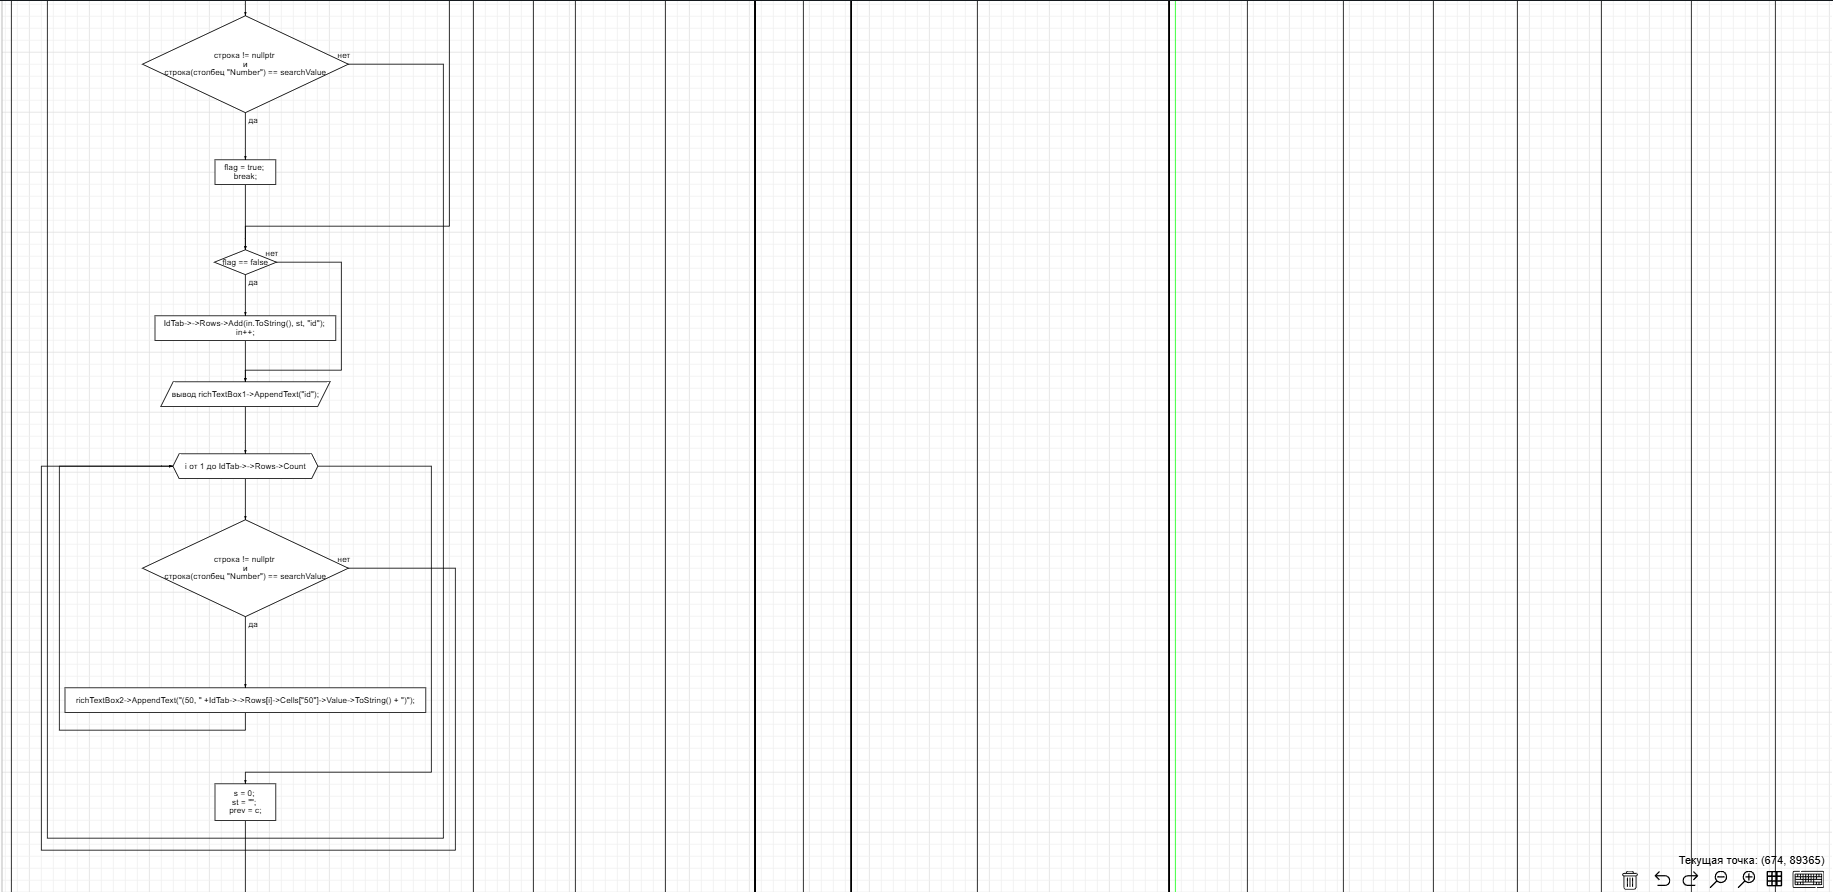 строка != nullptr
нет
и
строка(столбец "Number") == searchValue
да
flag = true;
break;
нет
flag == false
да
IdTab->->Rows->Add(in.ToString(), st, "id");
in++;
вывод richTextBox1->AppendText("id");
i от 1 до IdTab->->Rows->Count
строка != nullptr
нет
и
строка(столбец "Number") == searchValue
да
richTextBox2->AppendText("(50, " +IdTab->->Rows[i]->Cells["50"]->Value->ToString() + ")");
s = 0;
st = "";
prev = c;
Текущая точка: (674, 89365)